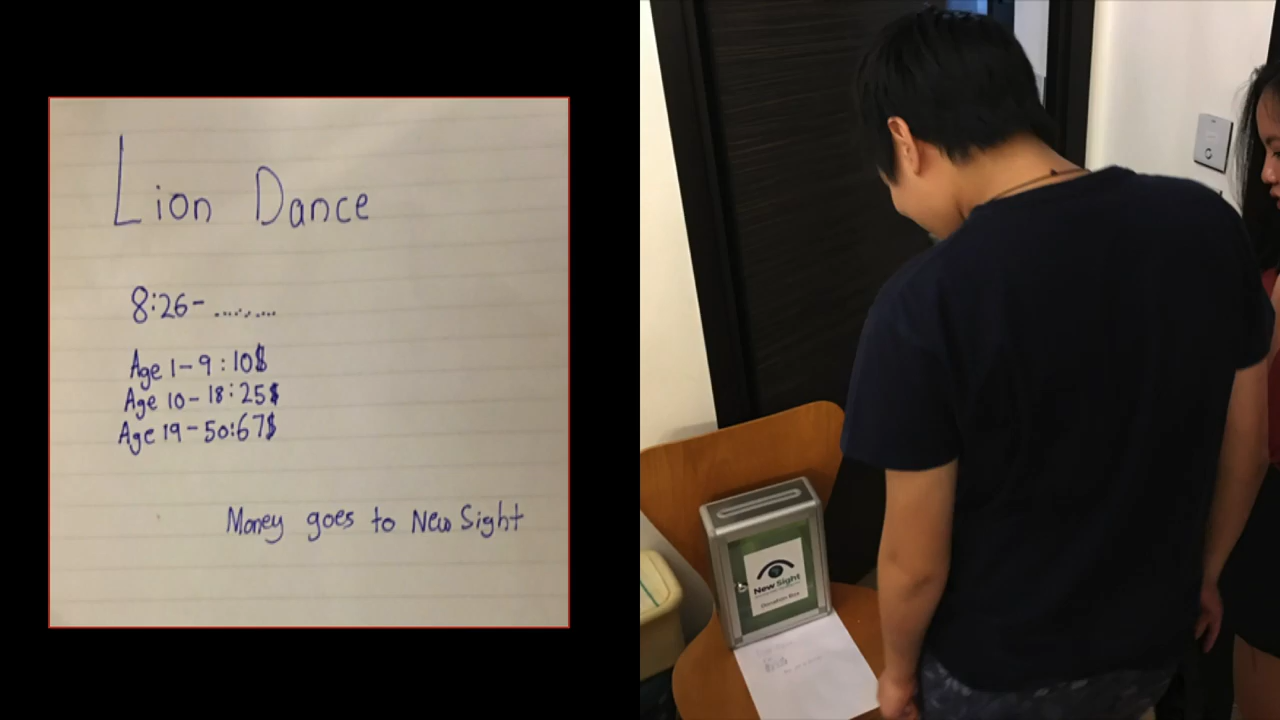 Lion Dance
8:26- .........
Age 1-9 : 10$
Age 10-18: 25$
Age 19-50:67$
Money goes to New Sight
New Sight
Donation Box